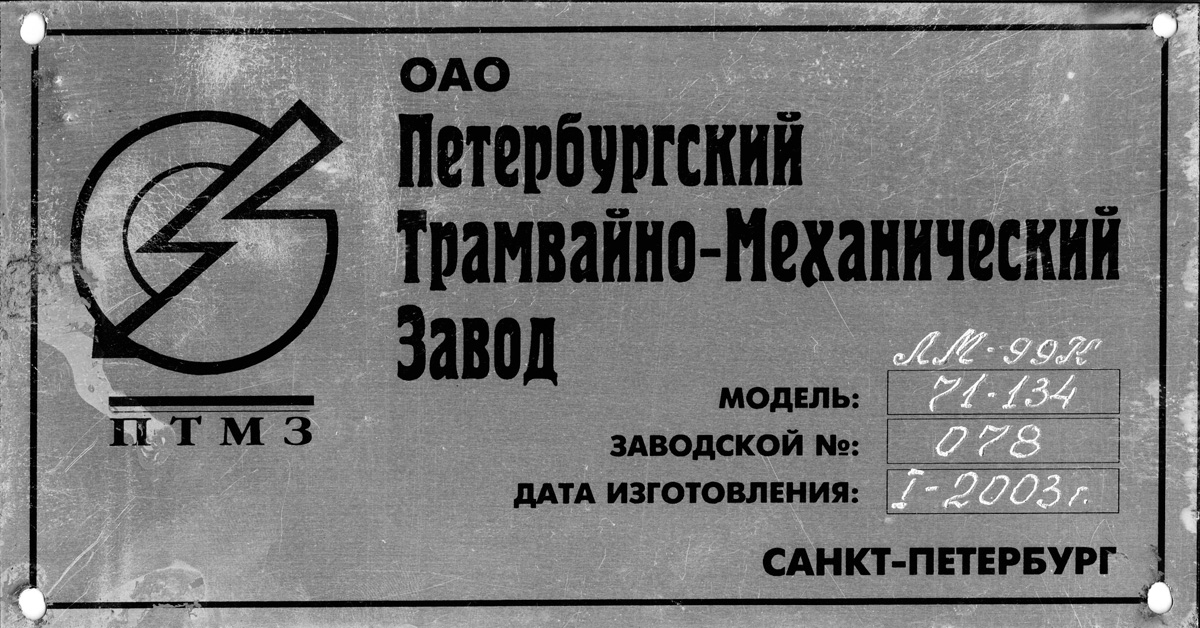 ОАО
Петербургский
Трамвайно-Механический
Завод
ПТМЗ
ЛМ-99К
МОДЕЛЬ: 71-134
ЗАВОДСКОЙ №: 078
ДАТА ИЗГОТОВЛЕНИЯ: I-2003г.
САНКТ-ПЕТЕРБУРГ